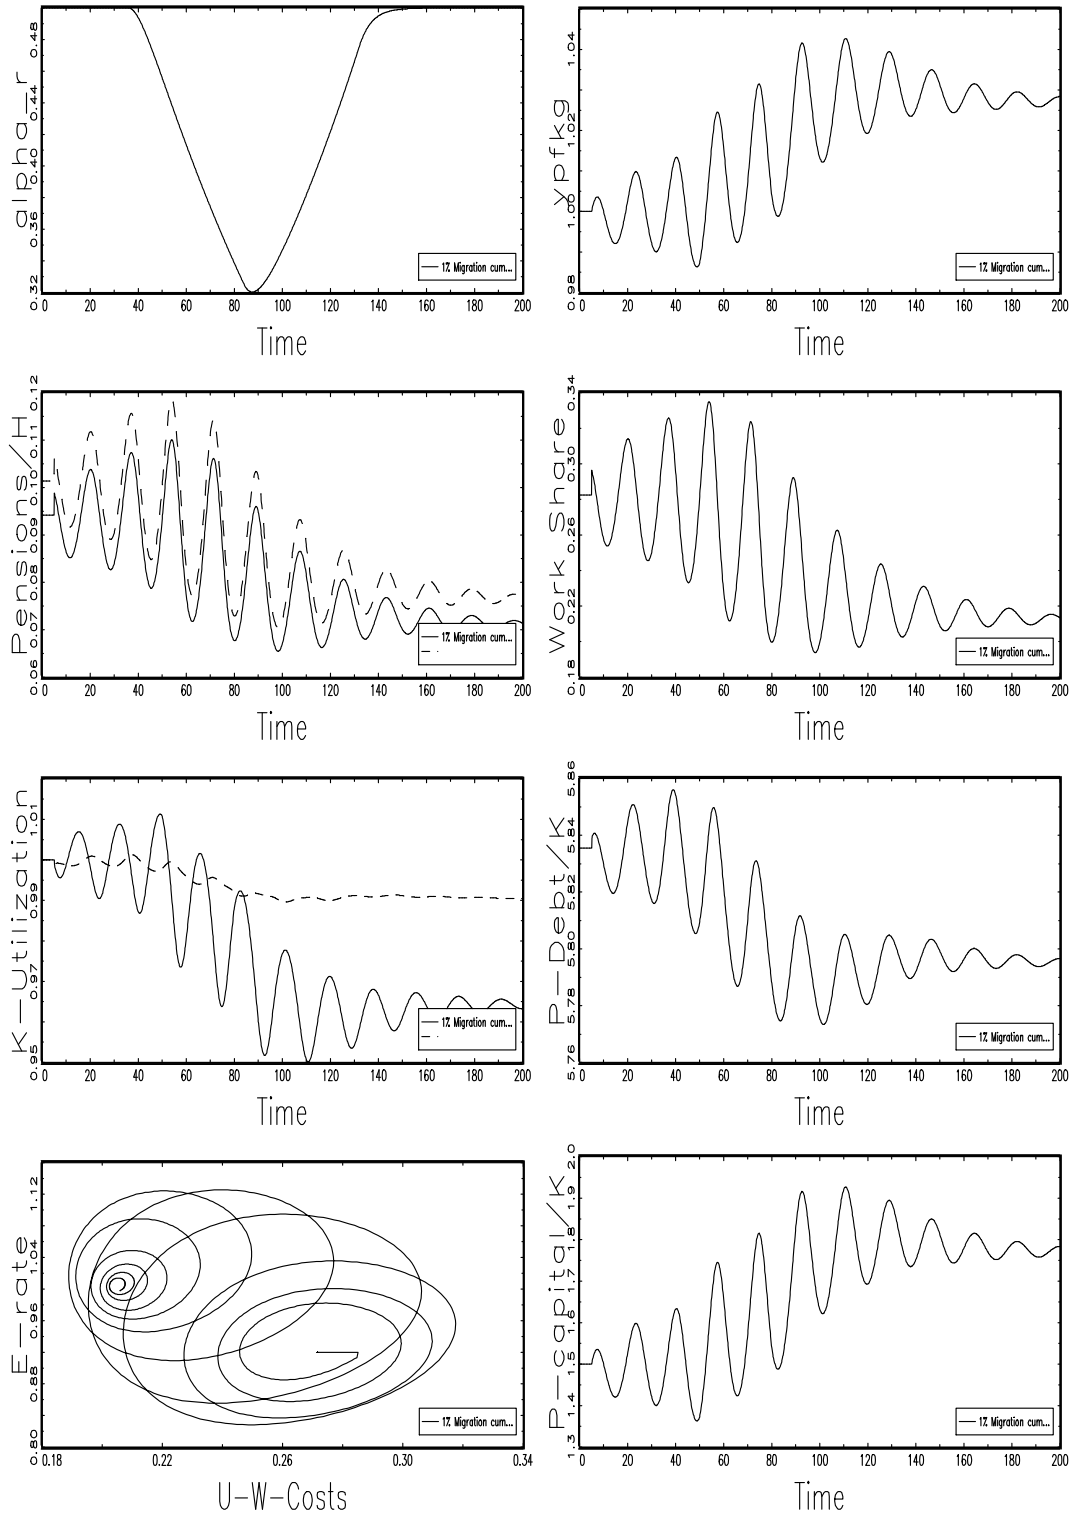 alpha_r
0.32 0.36 0.40 0.44 0.48
0 20 40 60 80 100 120 140 160 180 200
Time
1% Migration cum...
ypfkg
0.98 1.00 1.02 1.04
0 20 40 60 80 100 120 140 160 180 200
Time
1% Migration cum...
Pensions/H
0.06 0.07 0.08 0.09 0.10 0.11 0.12
0 20 40 60 80 100 120 140 160 180 200
Time
1% Migration cum...
Work Share
0.18 0.22 0.26 0.30 0.34
0 20 40 60 80 100 120 140 160 180 200
Time
1% Migration cum...
K-Utilization
0.95 0.97 0.99 1.01
0 20 40 60 80 100 120 140 160 180 200
Time
1% Migration cum...
P-Debt/K
5.76 5.78 5.80 5.82 5.84 5.86
0 20 40 60 80 100 120 140 160 180 200
Time
1% Migration cum...
E-rate
0.80 0.88 0.96 1.04 1.12
0.18 0.22 0.26 0.30 0.34
U-W-Costs
1% Migration cum...
P-capital/K
1.3 1.4 1.5 1.6 1.7 1.8 1.9 2.0
0 20 40 60 80 100 120 140 160 180 200
Time
1% Migration cum...